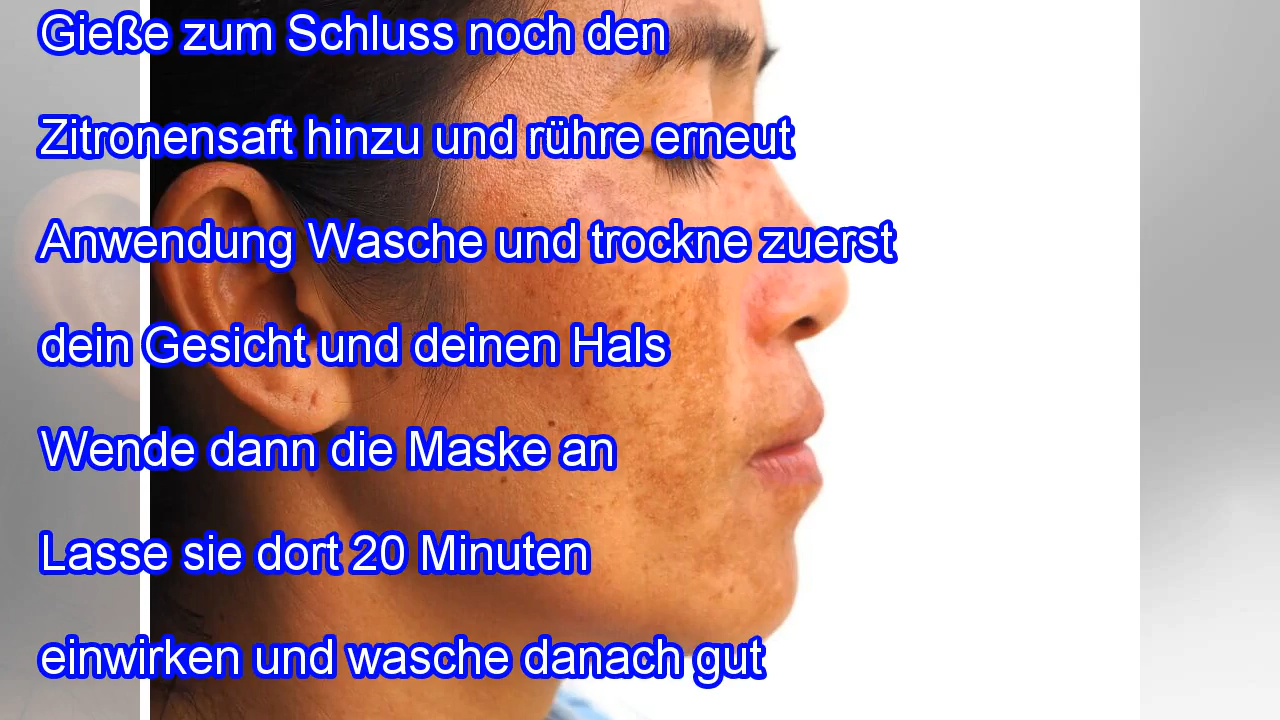 Gieße zum Schluss noch den
Zitronensaft hinzu und rühre erneut
Anwendung Wasche und trockne zuerst
dein Gesicht und deinen Hals
Wende dann die Maske an
Lasse sie dort 20 Minuten
einwirken und wasche danach gut